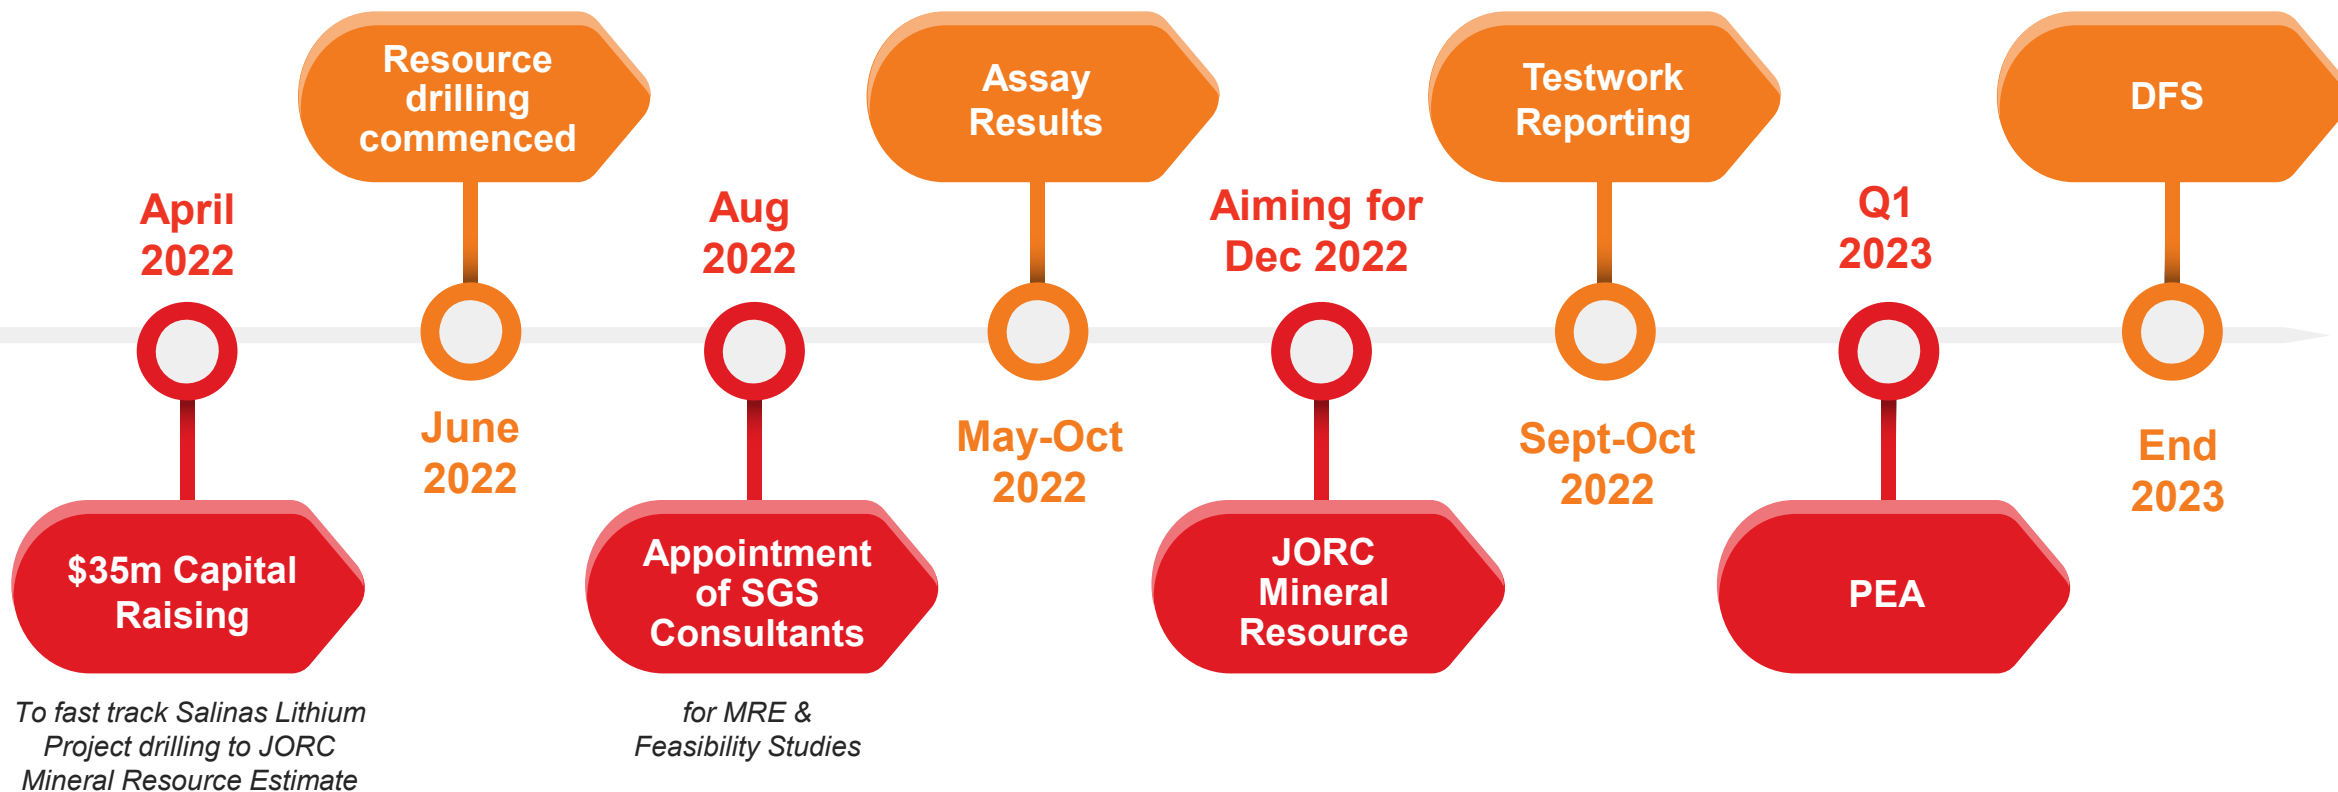 Resource
drilling
commenced
Assay
Results
Testwork
Reporting
DFS
April
2022
Aug
2022
Aiming for
Dec 2022
Q1
2023
June
2022
May-Oct
2022
Sept-Oct
2022
End
2023
$35m Capital
Raising
Appointment
of SGS
Consultants
JORC
Mineral
Resource
PEA
To fast track Salinas Lithium
Project drilling to JORC
Mineral Resource Estimate
for MRE &
Feasibility Studies